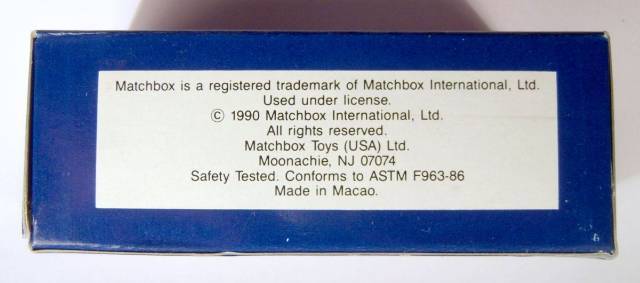 Matchbox is a registered trademark of Matchbox International, Ltd.
Used under license.
© 1990 Matchbox International, Ltd.
All rights reserved.
Matchbox Toys (USA) Ltd.
Moonachie, NJ 07074
Safety Tested. Conforms to ASTM F963-86
Made in Macao.